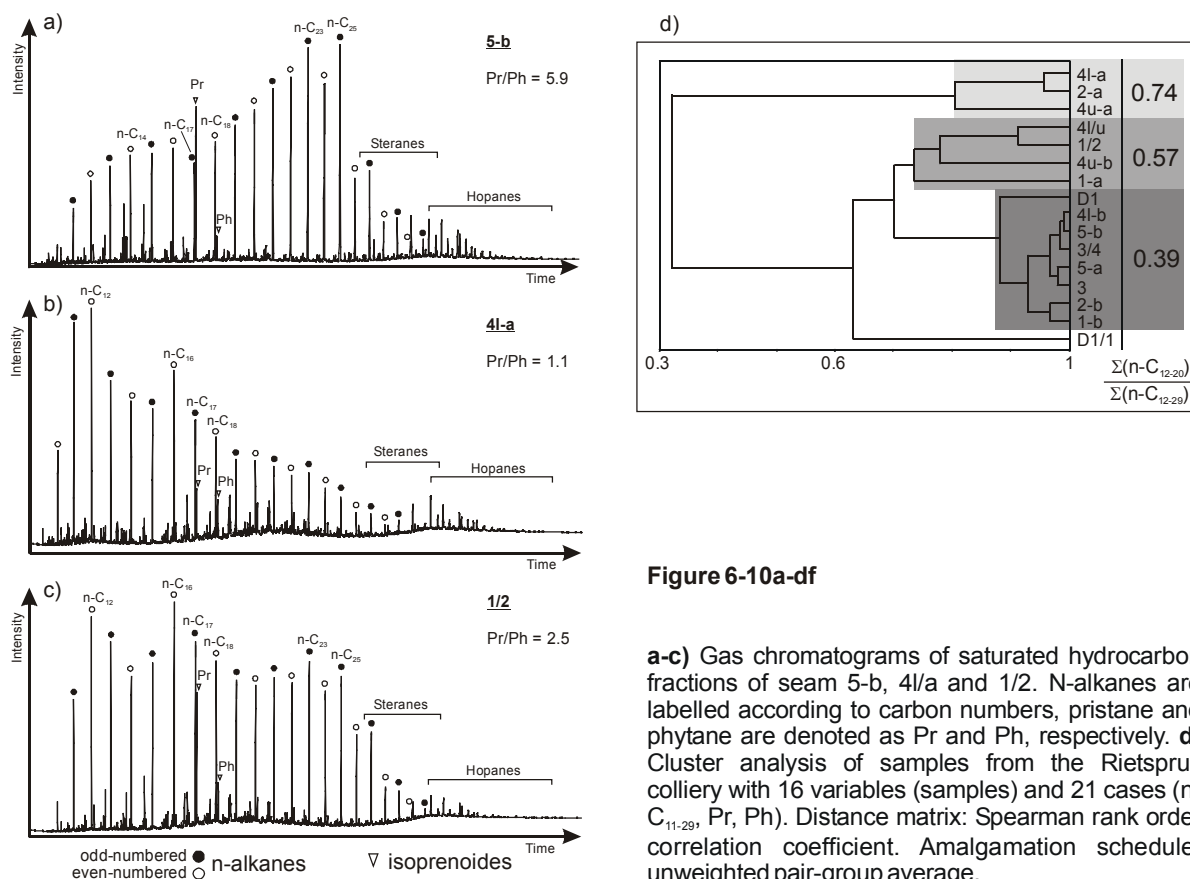 a)
Intensity
n-C14
n-C17
Pr
n-C18
Ph
n-C23
n-C25
5-b
Pr/Ph = 5.9
Steranes
Hopanes
Time
b)
Intensity
n-C12
n-C16
n-C17
n-C18
Pr
Ph
4l-a
Pr/Ph = 1.1
Steranes
Hopanes
Time
c)
Intensity
n-C12
n-C16
n-C17
n-C18
Pr
Ph
n-C23
n-C25
1/2
Pr/Ph = 2.5
Steranes
Hopanes
Time
odd-numbered
even-numbered
n-alkanes
isoprenoides
d)
4l-a
2-a
4u-a
0.74
4l/u
1/2
4u-b
1-a
0.57
D1
4l-b
5-b
3/4
5-a
3
2-b
1-b
0.39
D1/1
0.3 0.6 1
Σ(n-C12-20)
Σ(n-C12-29)
Figure 6-10a-df
a-c) Gas chromatograms of saturated hydrocarbo
fractions of seam 5-b, 4l/a and 1/2. N-alkanes are
labelled according to carbon numbers, pristane and
phytane are denoted as Pr and Ph, respectively. d
Cluster analysis of samples from the Rietsprui
colliery with 16 variables (samples) and 21 cases (n
C11-29, Pr, Ph). Distance matrix: Spearman rank orde
correlation coefficient. Amalgamation schedule
unweighted pair-group average.